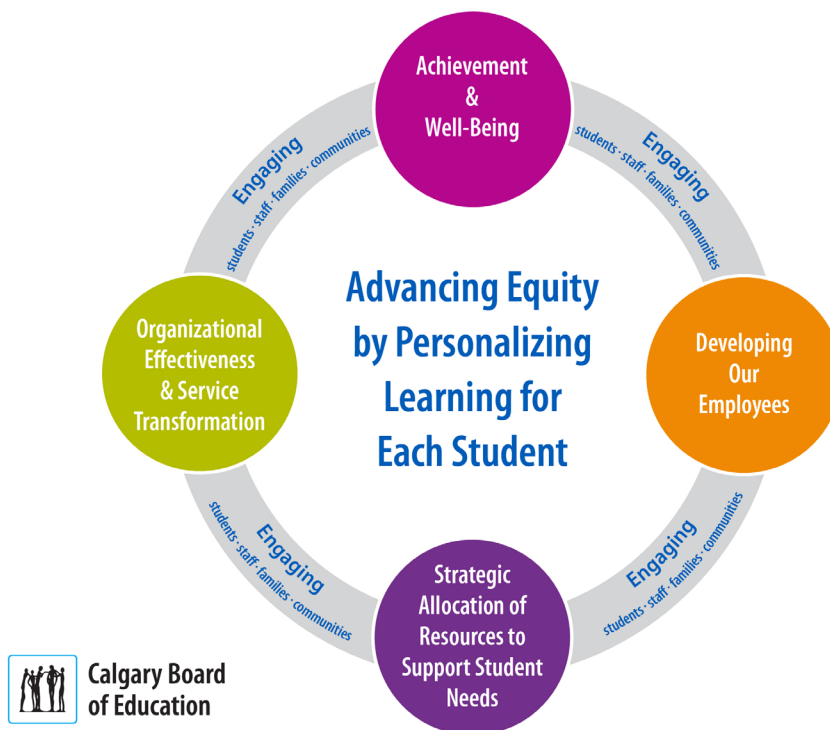 Achievement
&
Well-Being
Engaging
students · staff · families · communities
Engaging
students · staff · families · communities
Advancing Equity
by Personalizing
Learning for
Each Student
Organizational
Effectiveness
& Service
Transformation
Developing
Our
Employees
Engaging
students · staff · families · communities
Engaging
students · staff · families · communities
Strategic
Allocation of
Resources to
Support Student
Needs
Calgary Board
of Education